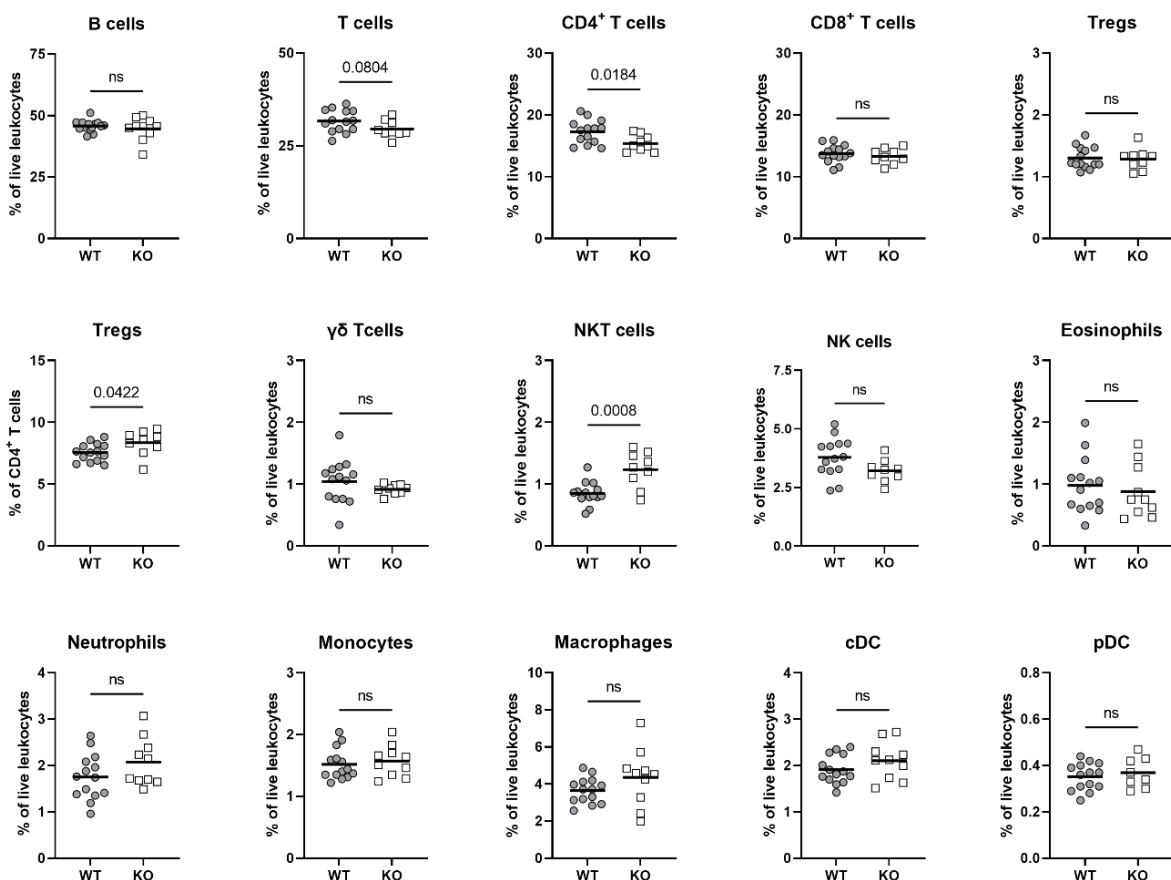 B cells
% of live leukocytes
75
50
25
0
ns
WT
KO
T cells
% of live leukocytes
50
25
0
0.0804
WT
KO
CD4⁺ T cells
% of live leukocytes
30
20
10
0
0.0184
WT
KO
CD8⁺ T cells
% of live leukocytes
30
20
10
0
ns
WT
KO
Tregs
% of live leukocytes
3
2
1
0
ns
WT
KO
Tregs
% of CD4⁺ T cells
15
10
5
0
0.0422
WT
KO
γδ Tcells
% of live leukocytes
3
2
1
0
ns
WT
KO
NKT cells
% of live leukocytes
3
2
1
0
0.0008
WT
KO
NK cells
% of live leukocytes
7.5
5.0
2.5
0.0
ns
WT
KO
Eosinophils
% of live leukocytes
3
2
1
0
ns
WT
KO
Neutrophils
% of live leukocytes
4
3
2
1
0
ns
WT
KO
Monocytes
% of live leukocytes
3
2
1
0
ns
WT
KO
Macrophages
% of live leukocytes
10
8
6
4
2
0
ns
WT
KO
cDC
% of live leukocytes
4
3
2
1
0
ns
WT
KO
pDC
% of live leukocytes
0.8
0.6
0.4
0.2
0.0
ns
WT
KO